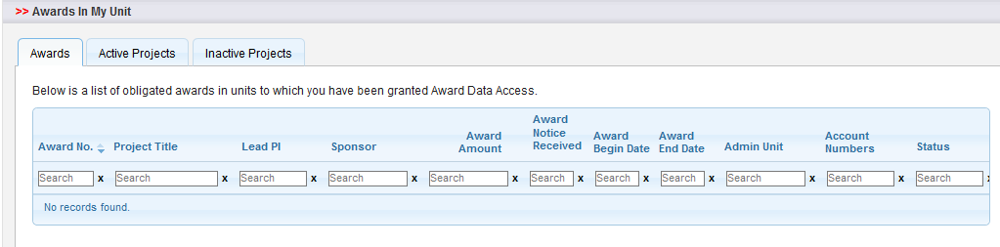 >> Awards In My Unit
Awards Active Projects Inactive Projects
Below is a list of obligated awards in units to which you have been granted Award Data Access.
Award No. Project Title Lead PI Sponsor Award Amount Award Notice Received Award Begin Date Award End Date Admin Unit Account Numbers Status
Search x Search x Search x Search x Search x Search x Search x Search x Search x Search x Search
No records found.